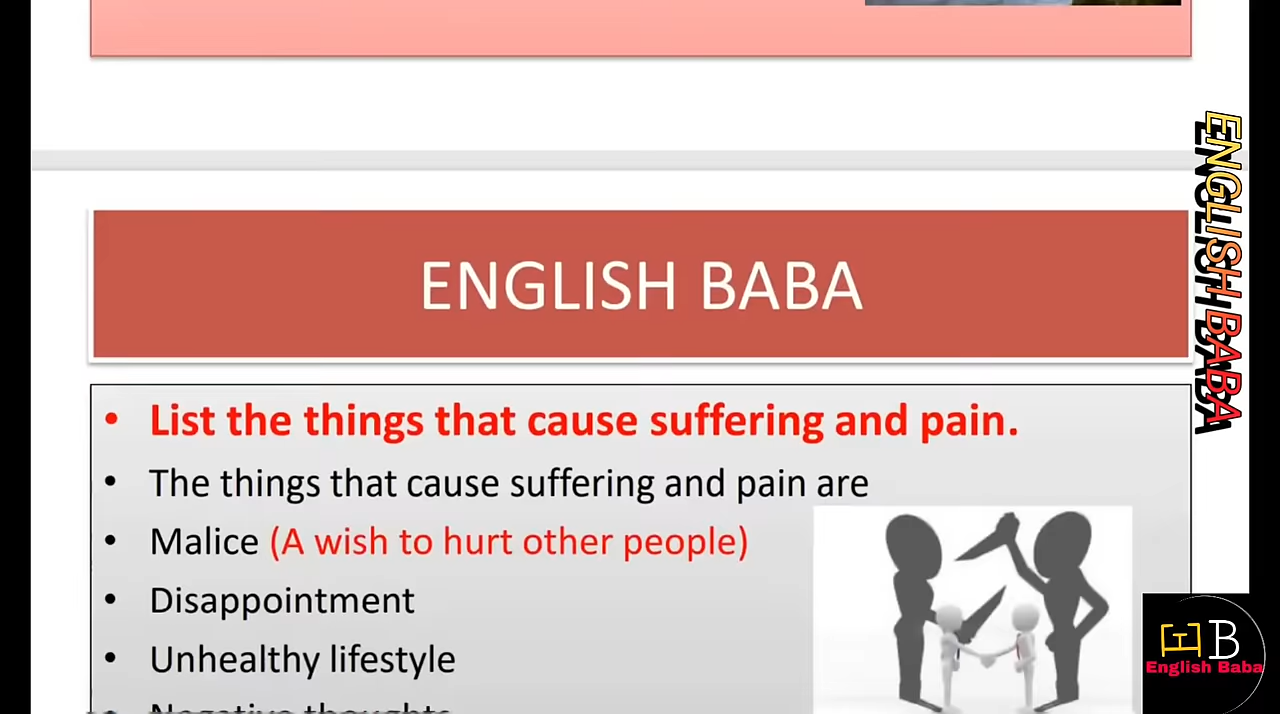 ENGLISH BABA
ENGLISH BABA
• List the things that cause suffering and pain.
• The things that cause suffering and pain are
• Malice (A wish to hurt other people)
• Disappointment
• Unhealthy lifestyle
• Negative thoughts
EB
English Baba